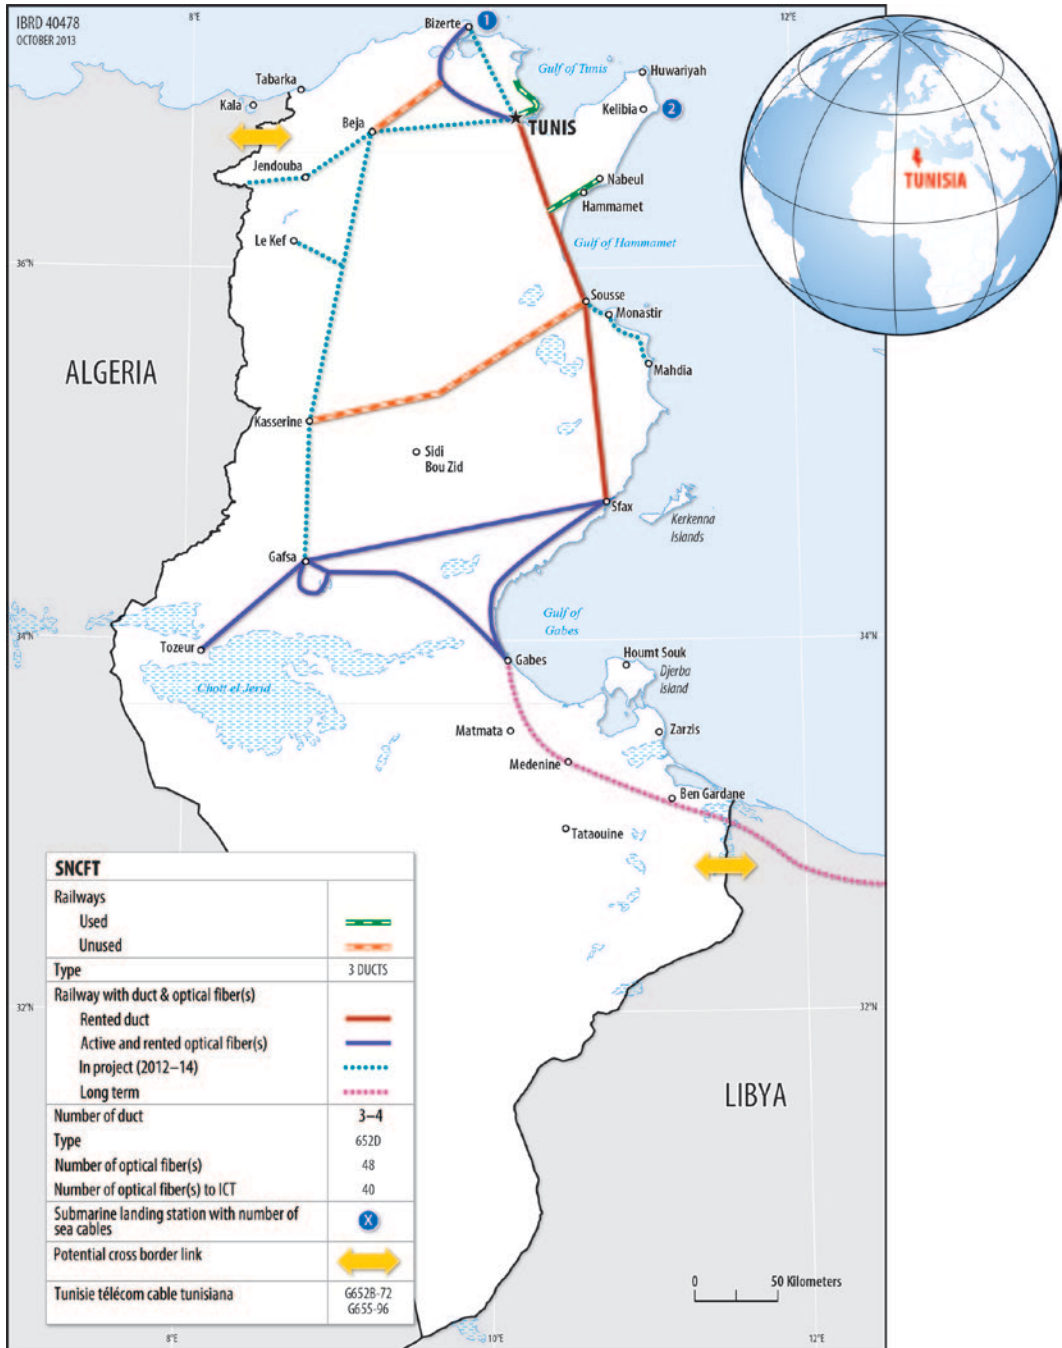 IBRD 40478
OCTOBER 2013
8°E
12°E
Bizerte
1
Gulf of Tunis
Huwariyah
Tabarka
Kala
Kelibia
2
Beja
TUNIS
Jendouba
Nabeul
Hammamet
TUNISIA
Le Kef
Gulf of Hammamet
36°N
Sousse
Monastir
ALGERIA
Mahdia
Kasserine
Sidi
Bou Zid
Sfax
Kerkenna
Islands
Gafsa
Gulf of
Gabes
34°N
34°N
Tozeur
Gabes
Houmt Souk
Djerba
island
Chott el Jerid
Matmata
Zarzis
Medenine
Ben Gardane
Tataouine
SNCFT
Railways
Used
Unused
Type 3 DUCTS
Railway with duct & optical fiber(s)
Rented duct
Active and rented optical fiber(s)
In project (2012–14)
Long term
Number of duct 3–4
Type 652D
Number of optical fiber(s) 48
Number of optical fiber(s) to ICT 40
Submarine landing station with number of
sea cables X
Potential cross border link
Tunisie télécom cable tunisiana G652B-72
G655-96
32°N
32°N
LIBYA
0 50 Kilometers
8°E
10°E
12°E